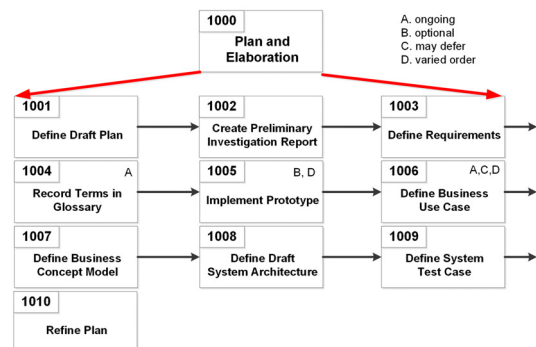 1000
Plan and
Elaboration
A. ongoing
B. optional
C. may defer
D. varied order
1001
Define Draft Plan
1002
Create Preliminary
Investigation Report
1003
Define Requirements
1004
A
Record Terms in
Glossary
1005
B, D
Implement Prototype
1006
A,C,D
Define Business
Use Case
1007
Define Business
Concept Model
1008
Define Draft
System Architecture
1009
Define System
Test Case
1010
Refine Plan